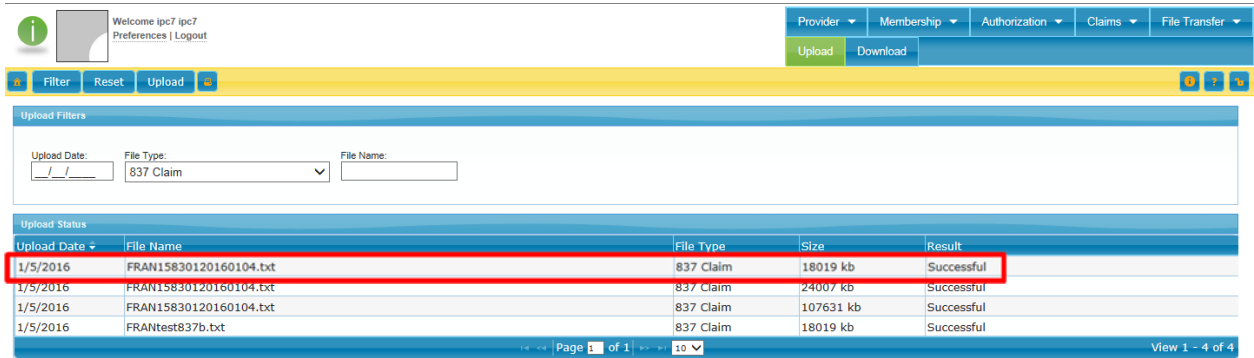 Welcome ipc7 ipc7
Preferences | Logout
Provider Membership Authorization Claims File Transfer
Upload Download
Filter Reset Upload
Upload Filters
Upload Date: File Type: File Name:
__/__/____ 837 Claim
Upload Status
Upload Date File Name File Type Size Result
1/5/2016 FRAN15830120160104.txt 837 Claim 18019 kb Successful
1/5/2016 FRAN15830120160104.txt 837 Claim 24007 kb Successful
1/5/2016 FRAN15830120160104.txt 837 Claim 107631 kb Successful
1/5/2016 FRANtest837b.txt 837 Claim 18019 kb Successful
Page 1 of 1 10 View 1 - 4 of 4